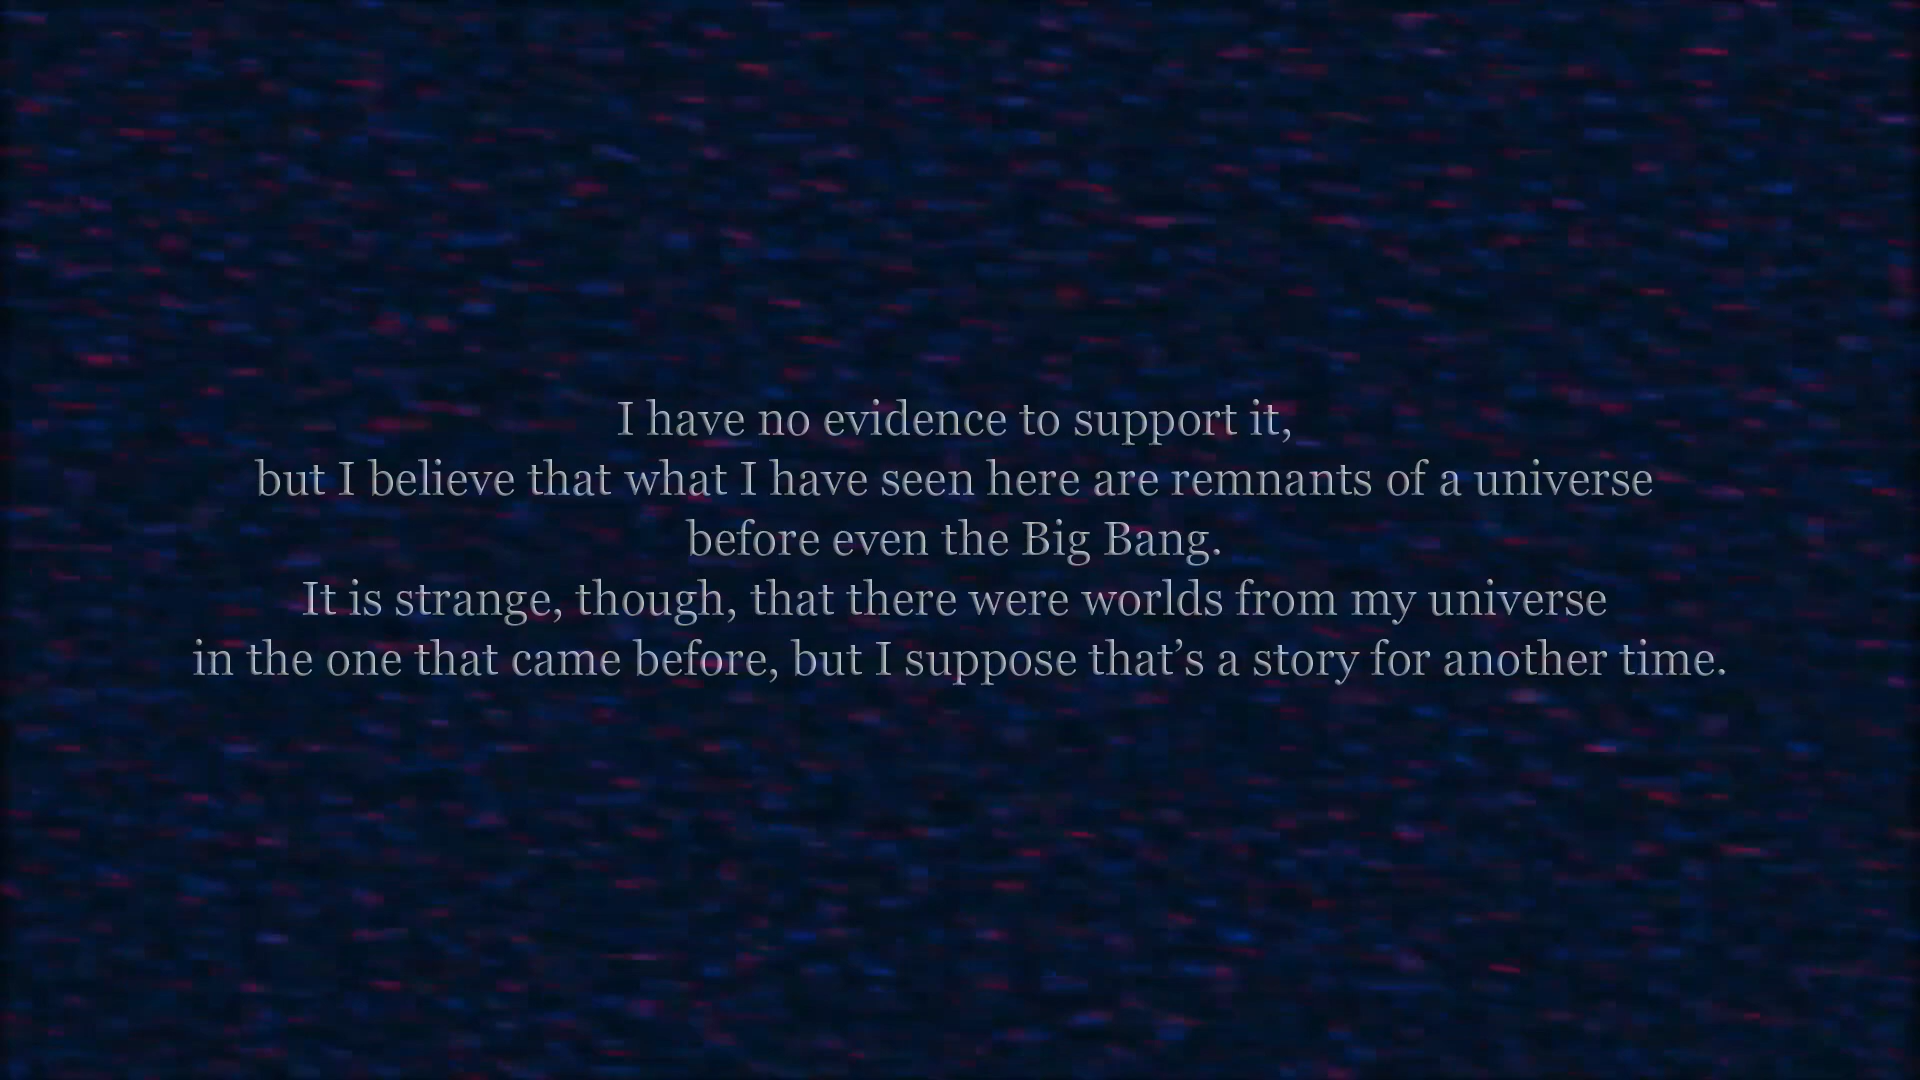 I have no evidence to support it,
but I believe that what I have seen here are remnants of a universe
before even the Big Bang.
It is strange, though, that there were worlds from my universe
in the one that came before, but I suppose that’s a story for another time.